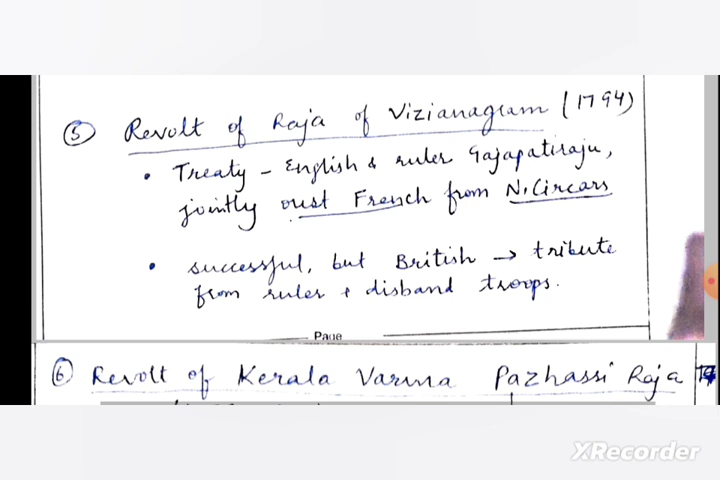 ⑤ Revolt of Raja of Vizianagram (1794)
• Treaty – English & ruler Gajapatiraju,
jointly oust French from N.Circars
• successful, but British → tribute
from ruler + disband troops.
Page
⑥ Revolt of Kerala Varma Pazhassi Raja
XRecorder